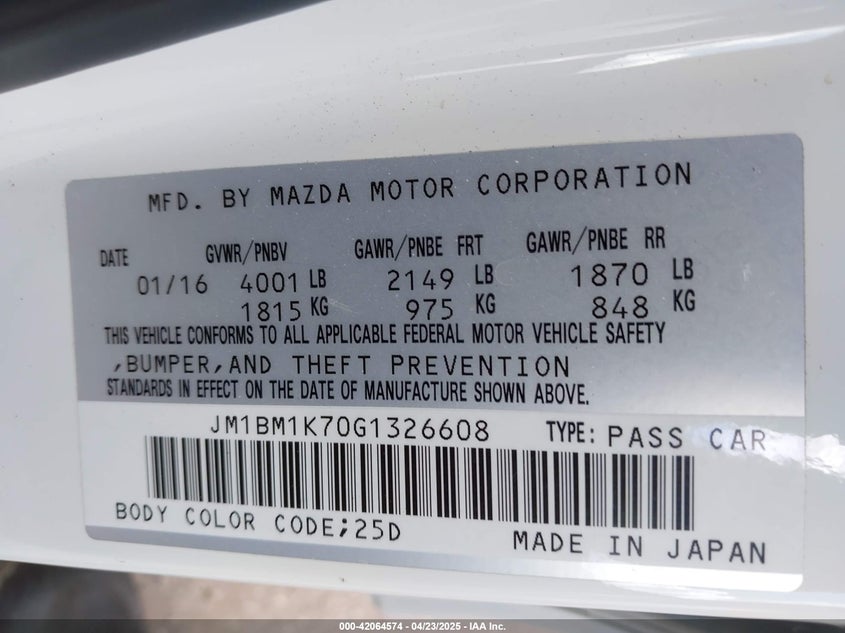 MFD. BY MAZDA MOTOR CORPORATION
DATE GVWR/PNBV GAWR/PNBE FRT GAWR/PNBE RR
01/16 4001 LB 2149 LB 1870 LB
1815 KG 975 KG 848 KG
THIS VEHICLE CONFORMS TO ALL APPLICABLE FEDERAL MOTOR VEHICLE SAFETY
,BUMPER,AND THEFT PREVENTION
STANDARDS IN EFFECT ON THE DATE OF MANUFACTURE SHOWN ABOVE.
JM1BM1K70G1326608 TYPE: PASS CAR
BODY COLOR CODE;25D MADE IN JAPAN
000-42064574 | 04/23/2025 - IAA Inc.